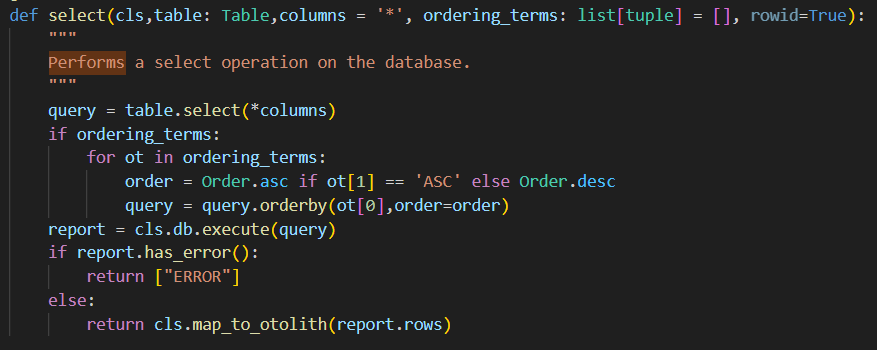 def select(cls,table: Table,columns = '*', ordering_terms: list[tuple] = [], rowid=True):
    """
    Performs a select operation on the database.
    """
    query = table.select(*columns)
    if ordering_terms:
        for ot in ordering_terms:
            order = Order.asc if ot[1] == 'ASC' else Order.desc
            query = query.orderby(ot[0],order=order)
    report = cls.db.execute(query)
    if report.has_error():
        return ["ERROR"]
    else:
        return cls.map_to_otolith(report.rows)